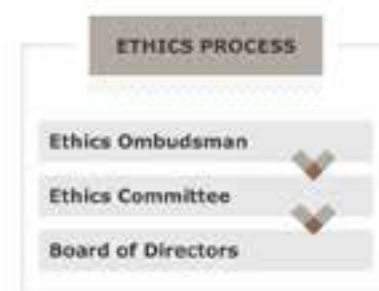 ETHICS PROCESS
Ethics Ombudsman
Ethics Committee
Board of Directors